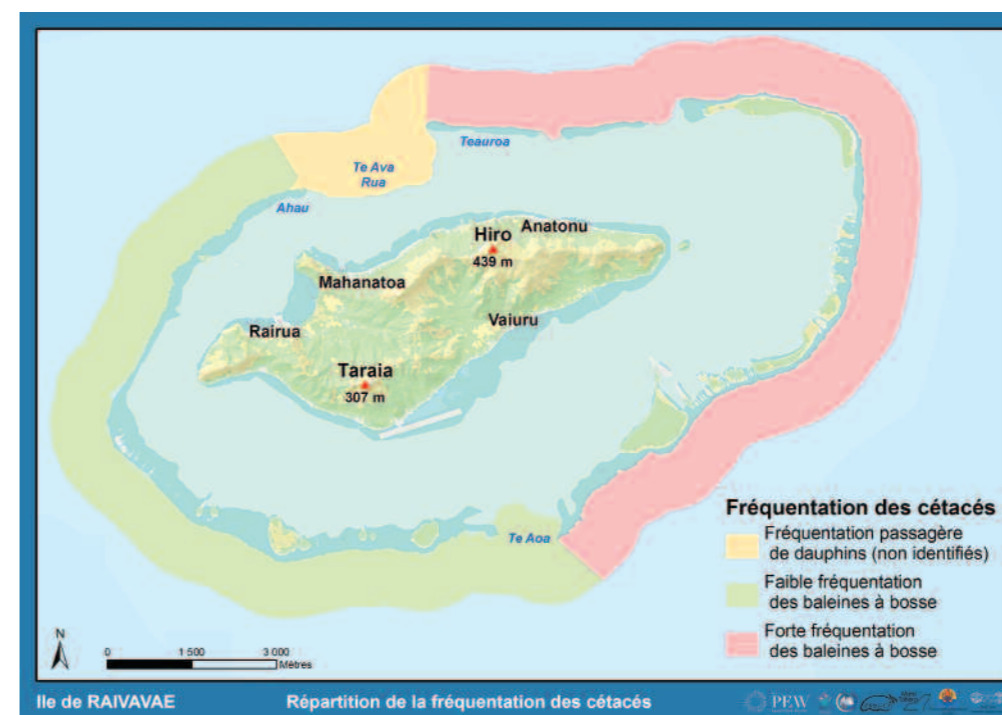 Teauroa
Te Ava
Rua
Ahau
Hiro
439 m
Anatonu
Mahanatoa
Vaiuru
Rairua
Taraia
307 m
Te Aoa
Fréquentation des cétacés
Fréquentation passagère
de dauphins (non identifiés)
Faible fréquentation
des baleines à bosse
Forte fréquentation
des baleines à bosse
N
0 1 500 3 000
Mètres
Ile de RAIVAVAE Répartition de la fréquentation des cétacés PEW